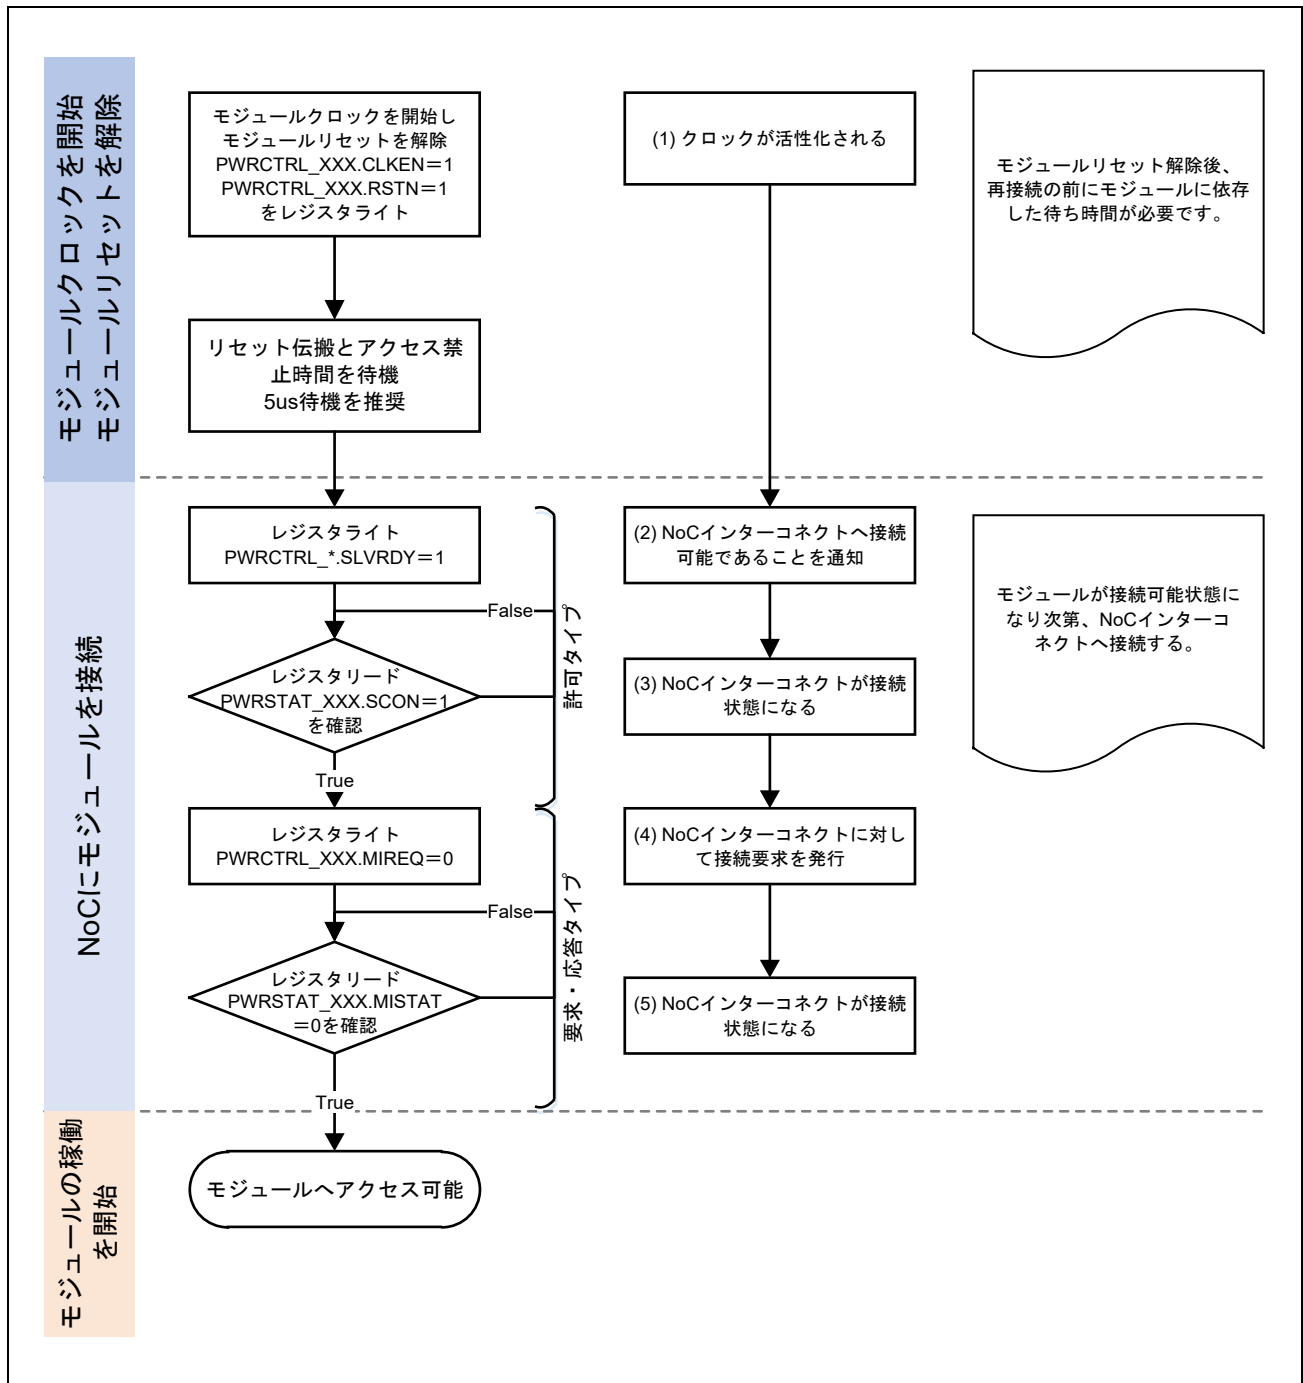 モジュールクロックを開始
モジュールリセットを解除
モジュールクロックを開始し
モジュールリセットを解除
PWRCTRL_XXX.CLKEN=1
PWRCTRL_XXX.RSTN=1
をレジスタライト
(1) クロックが活性化される
モジュールリセット解除後、
再接続の前にモジュールに依存
した待ち時間が必要です。
リセット伝搬とアクセス禁
止時間を待機
5us待機を推奨
NoCにモジュールを接続
レジスタライト
PWRCTRL_*.SLVRDY=1
False
レジスタリード
PWRSTAT_XXX.SCON=1
を確認
True
許可タイプ
(2) NoCインターコネクトへ接続
可能であることを通知
(3) NoCインターコネクトが接続
状態になる
モジュールが接続可能状態に
なり次第、NoCインターコ
ネクトへ接続する。
レジスタライト
PWRCTRL_XXX.MIREQ=0
False
レジスタリード
PWRSTAT_XXX.MISTAT
=0を確認
True
要求・応答タイプ
(4) NoCインターコネクトに対し
て接続要求を発行
(5) NoCインターコネクトが接続
状態になる
モジュールの稼働
を開始
モジュールへアクセス可能